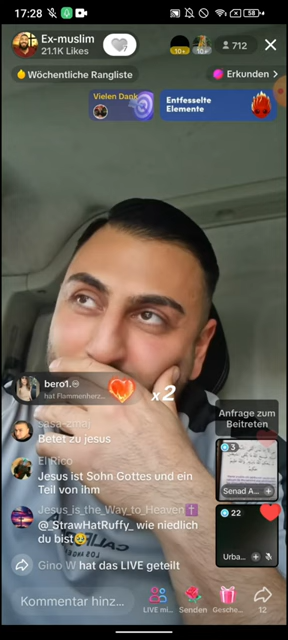 17:28
58
Ex-muslim
21.1K Likes
10+
712
Wöchentliche Rangliste
Erkunden >
Vielen Dank
Entfesselte
Elemente
bero1.
hat Flammenherz...
x2
Betet zu jesus
El Rico
Jesus ist Sohn Gottes und ein
Teil von ihm
Jesus_is_the_Way_to_Heaven
@_StrawHatRuffy_ wie niedlich
du bist
Gino W hat das LIVE geteilt
Anfrage zum
Beitreten
3
Senad A...
22
Urba...
Kommentar hinz...
LIVE mi...
Senden
Gesche...
12